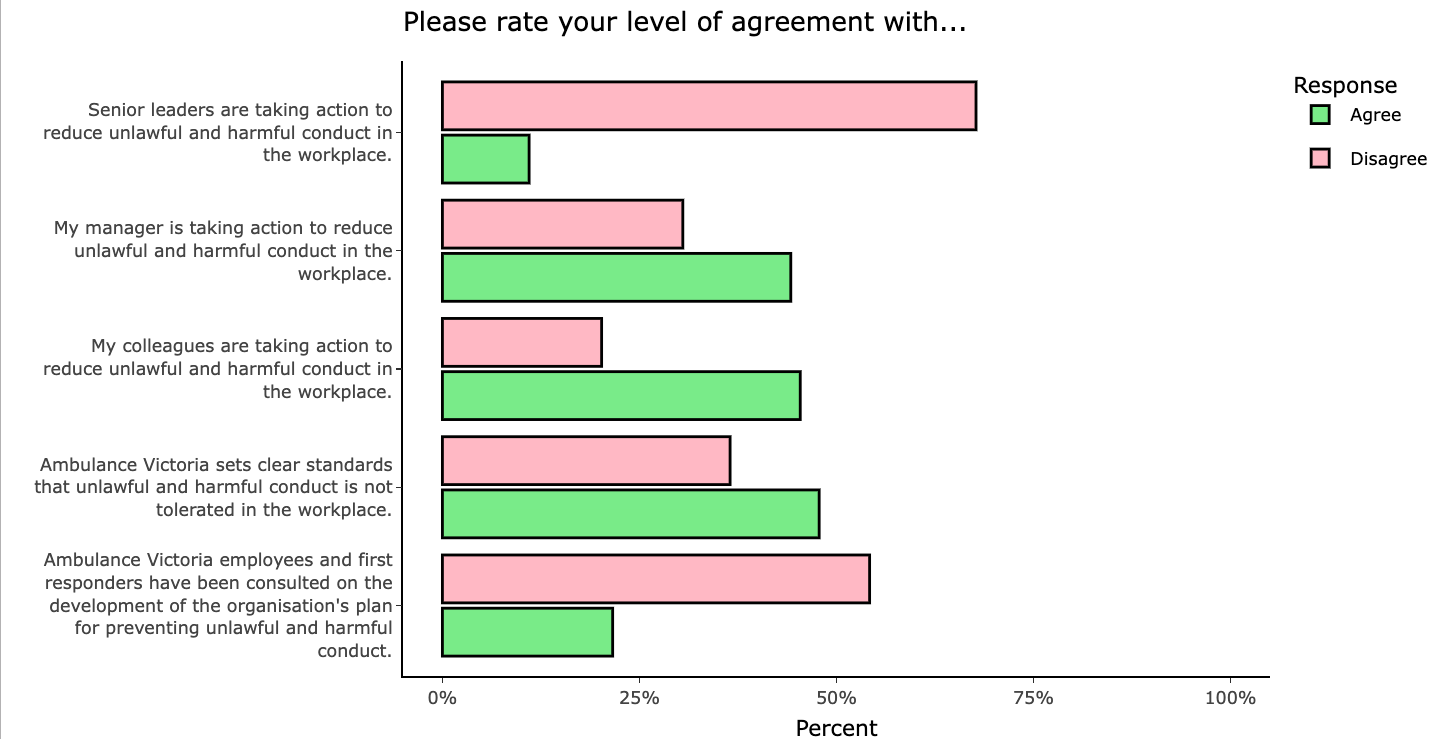 Please rate your level of agreement with...
Senior leaders are taking action to
reduce unlawful and harmful conduct in
the workplace.
My manager is taking action to reduce
unlawful and harmful conduct in the
workplace.
My colleagues are taking action to
reduce unlawful and harmful conduct in
the workplace.
Ambulance Victoria sets clear standards
that unlawful and harmful conduct is not
tolerated in the workplace.
Ambulance Victoria employees and first
responders have been consulted on the
development of the organisation's plan
for preventing unlawful and harmful
conduct.
0% 25% 50% 75% 100%
Percent
Response
Agree
Disagree